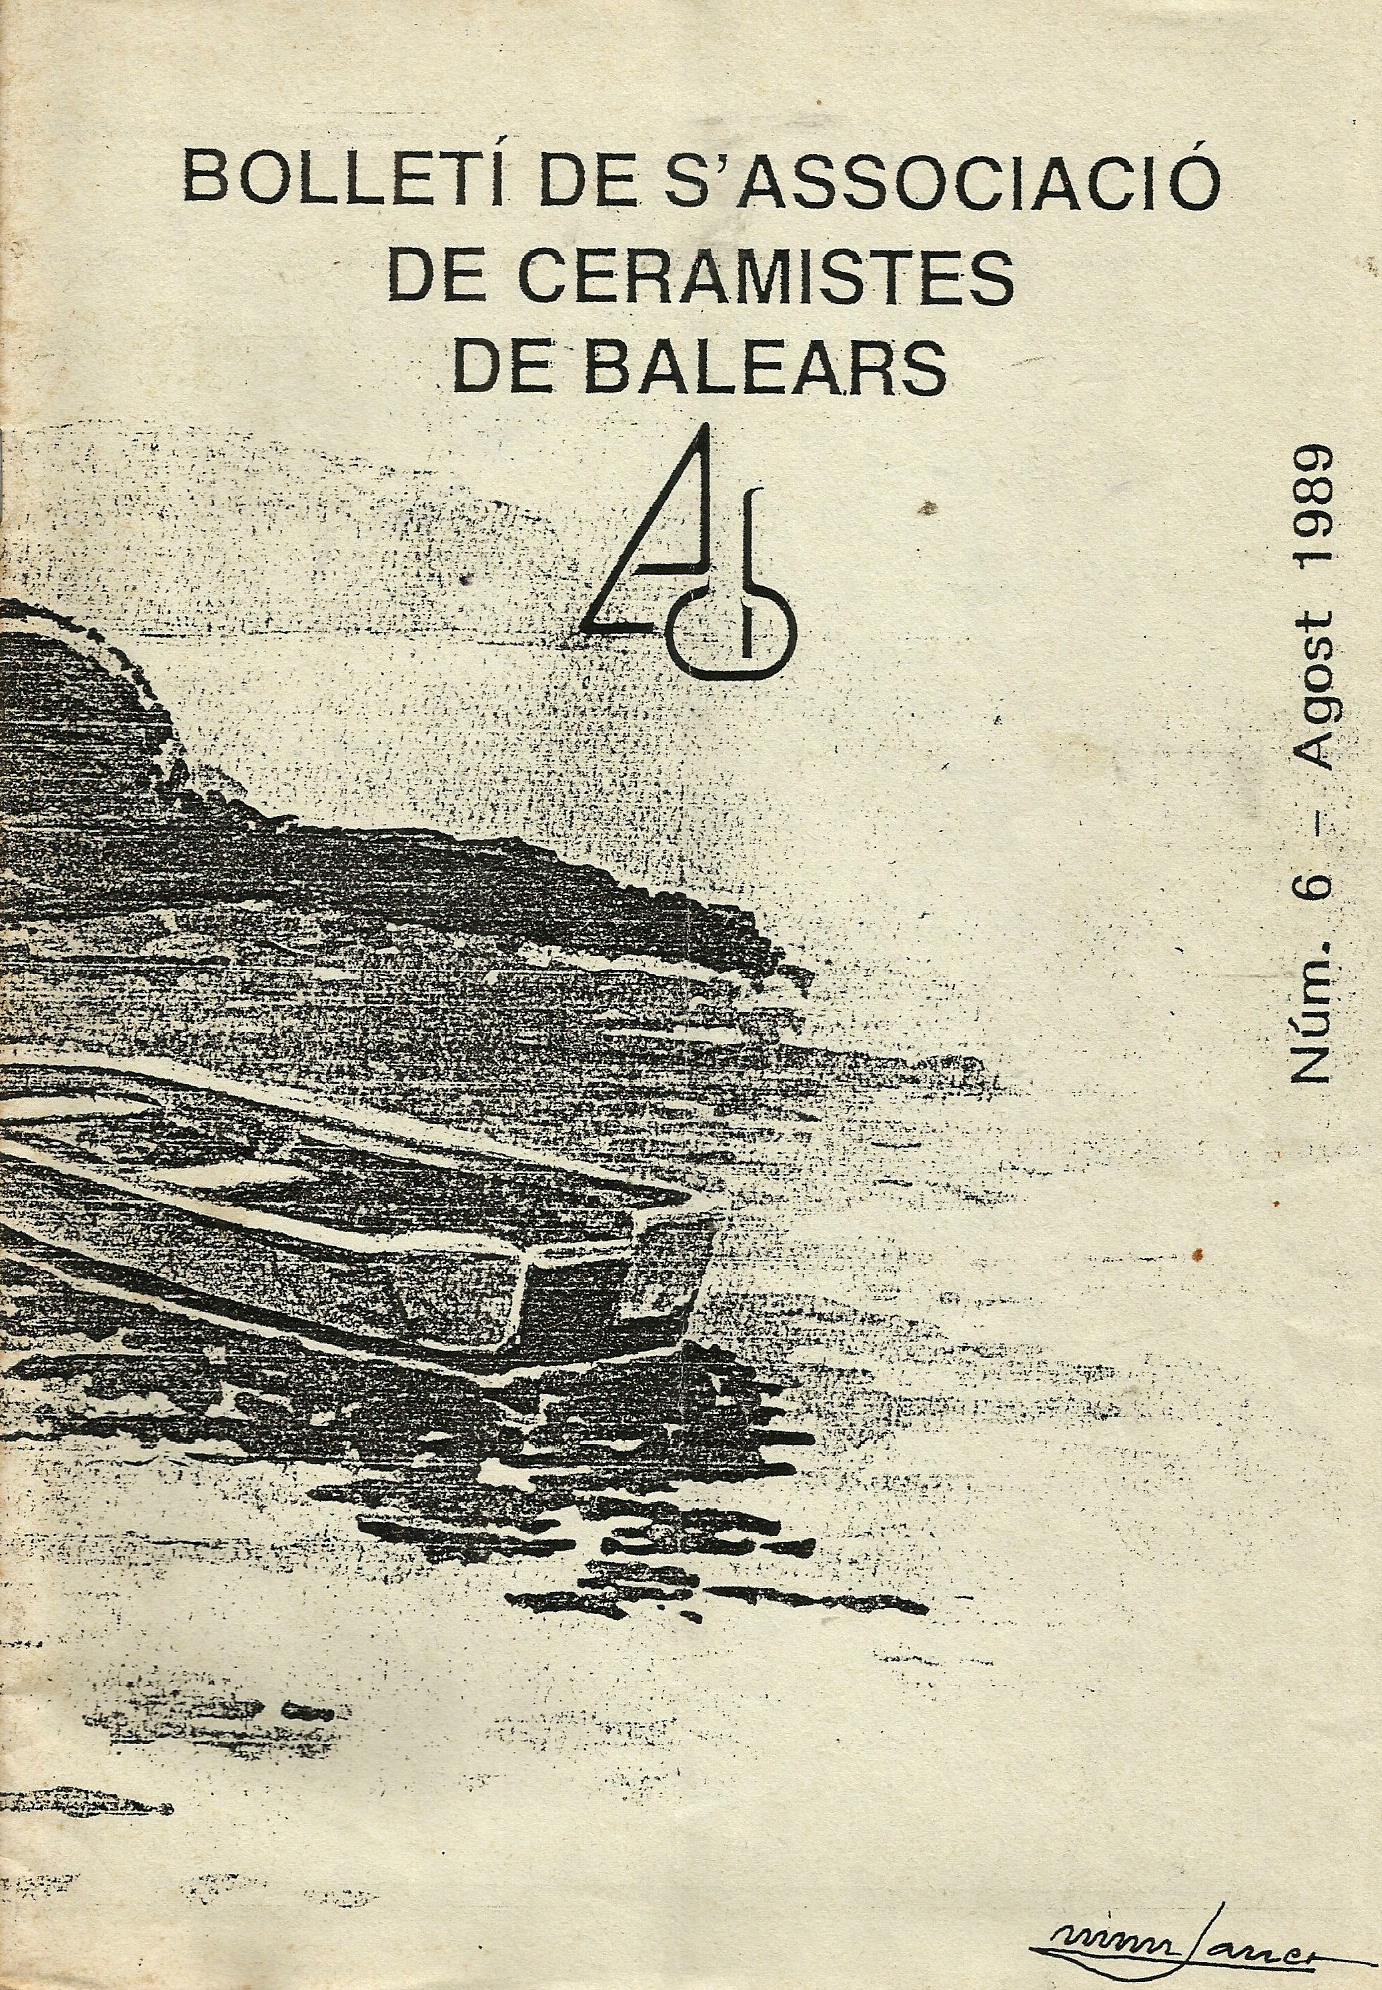 BOLLETÍ DE S'ASSOCIACIÓ
DE CERAMISTES
DE BALEARS
Núm. 6 - Agost 1989